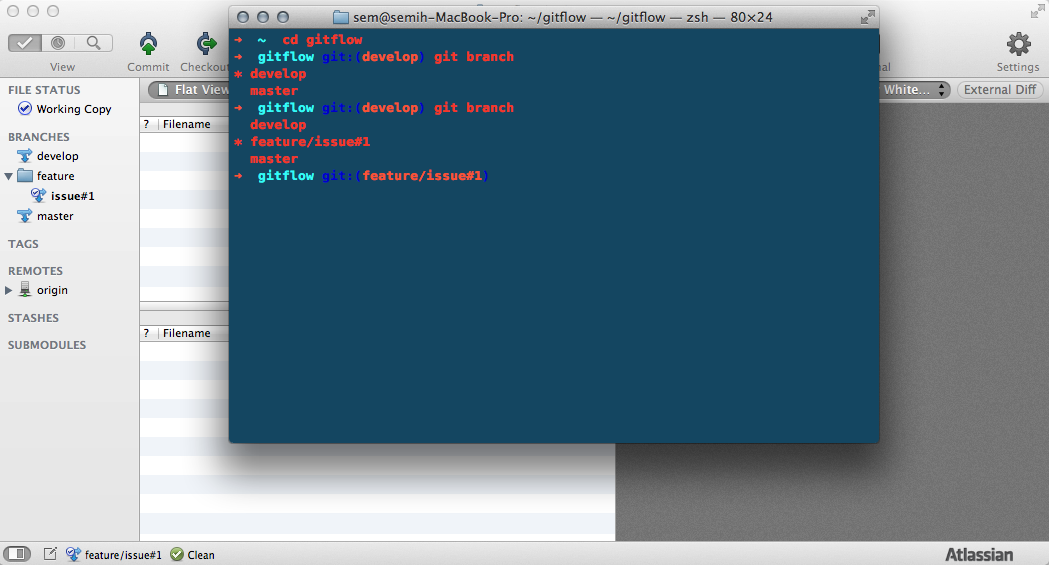 sem@semih-MacBook-Pro: ~/gitflow — ~/gitflow — zsh — 80×24
➜ ~ cd gitflow
➜ gitflow git:(develop) git branch
* develop
master
➜ gitflow git:(develop) git branch
develop
* feature/issue#1
master
➜ gitflow git:(feature/issue#1)
View
Commit
Checkou
al
Settings
FILE STATUS
Working Copy
BRANCHES
develop
feature
issue#1
master
TAGS
REMOTES
origin
STASHES
SUBMODULES
Flat View
White...
External Diff
? Filename
? Filename
feature/issue#1
Clean
Atlassian